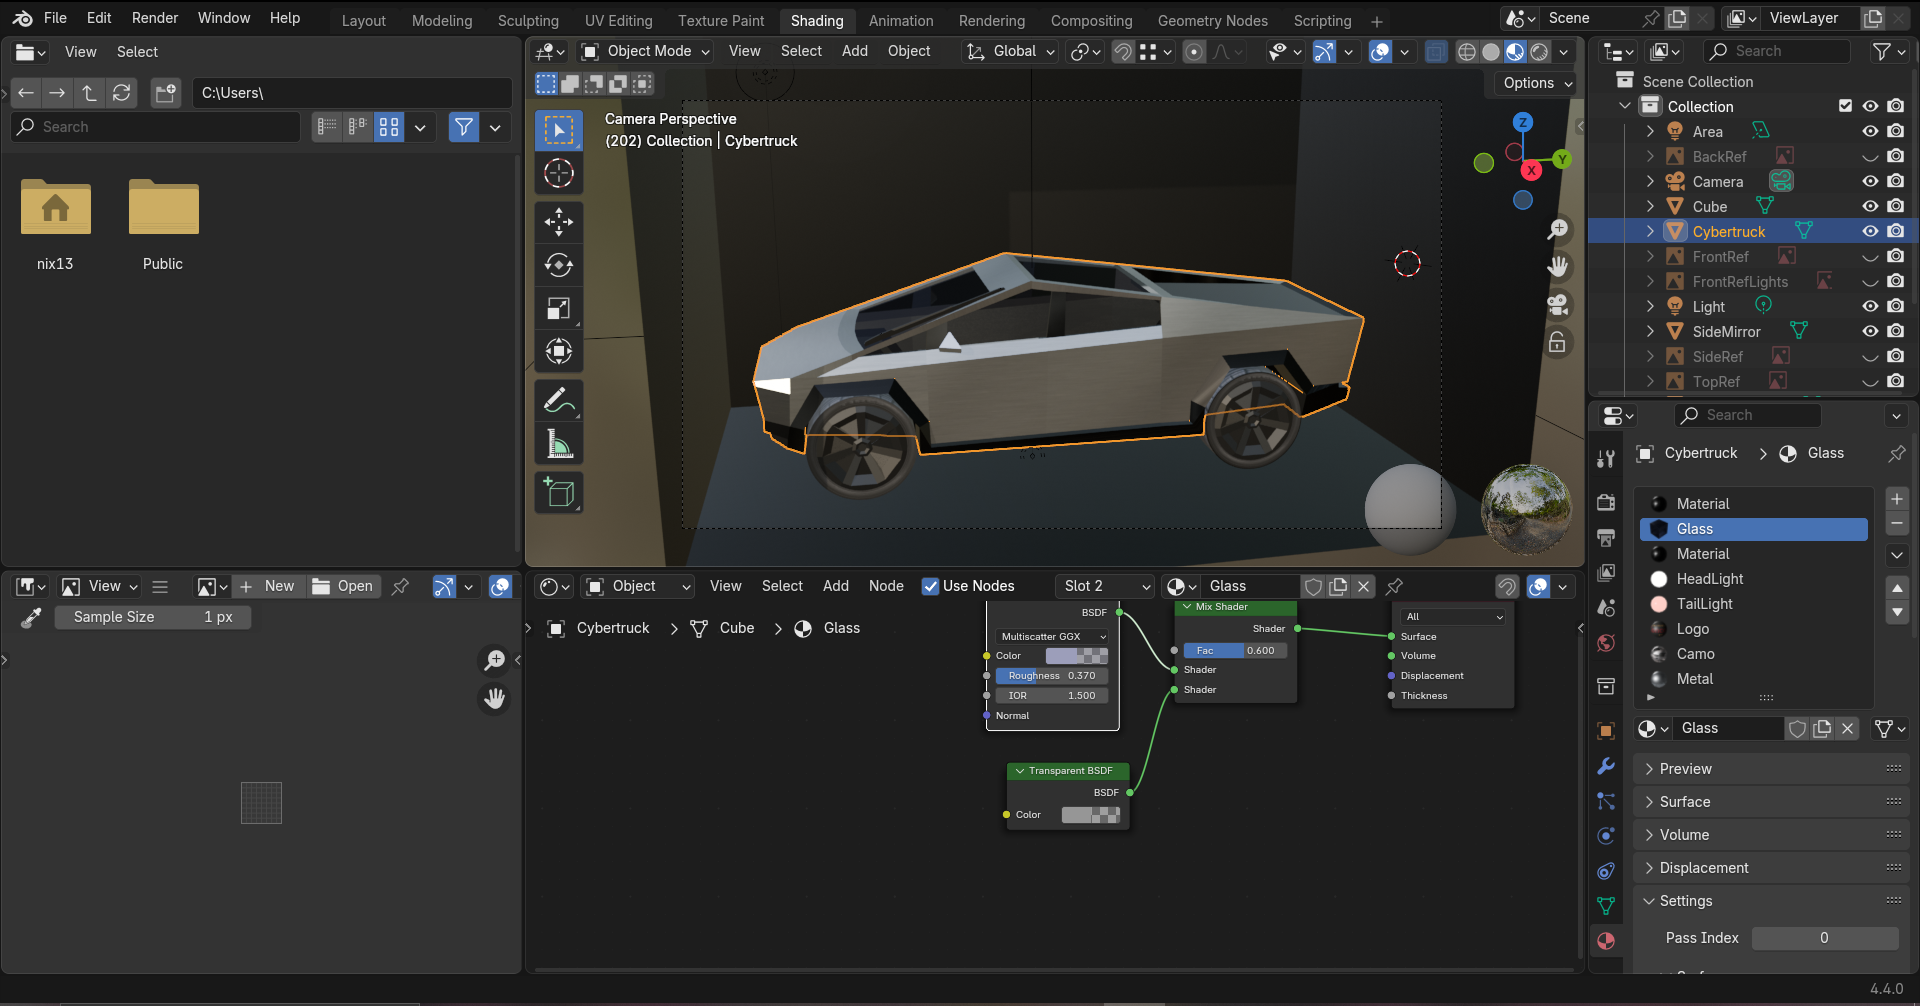 File Edit Render Window Help
Layout Modeling Sculpting UV Editing Texture Paint Shading Animation Rendering Compositing Geometry Nodes Scripting
Scene
ViewLayer
View Select
C:\Users\
Search
nix13
Public
Object Mode View Select Add Object
Global
Options
Camera Perspective
(202) Collection | Cybertruck
Z
Y
X
Search
Scene Collection
Collection
Area
BackRef
Camera
Cube
Cybertruck
FrontRef
FrontRefLights
Light
SideMirror
SideRef
TopRef
View
New
Open
Sample Size 1 px
Object View Select Add Node Use Nodes Slot 2 Glass
Cybertruck > Cube > Glass
BSDF
Multiscatter GGX
Color
Roughness 0.370
IOR 1.500
Normal
Transparent BSDF
BSDF
Color
Mix Shader
Shader
Fac 0.600
Shader
Shader
All
Surface
Volume
Displacement
Thickness
Search
Cybertruck > Glass
Material
Glass
Material
HeadLight
TailLight
Logo
Camo
Metal
Glass
Preview
Surface
Volume
Displacement
Settings
Pass Index 0
4.4.0